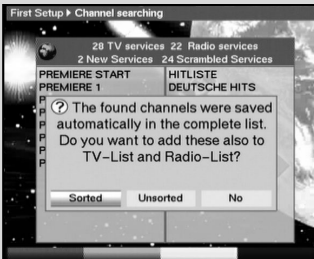 First Setup ▸ Channel searching
28 TV services 22 Radio services
2 New Services 24 Scrambled Services
PREMIERE START HITLISTE
PREMIERE 1 DEUTSCHE HITS
P
P
P
P
P
? The found channels were saved
automatically in the complete list.
Do you want to add these also to
TV-List and Radio-List?
Sorted Unsorted No